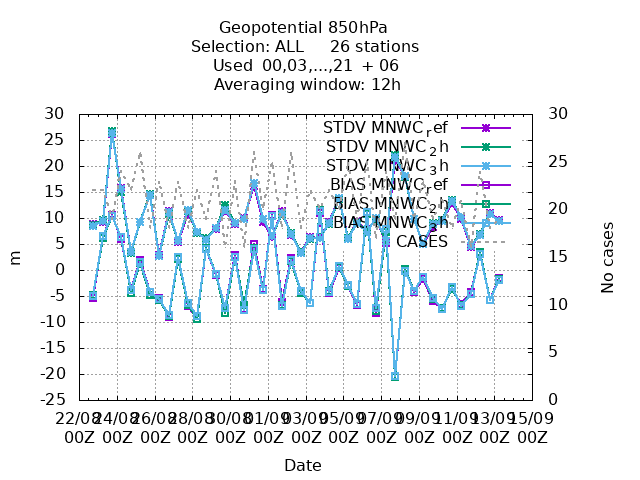 Geopotential 850hPa
Selection: ALL 26 stations
Used 00,03,...,21 + 06
Averaging window: 12h
STDV MNWC_ref
STDV MNWC_2h
STDV MNWC_3h
BIAS MNWC_ref
BIAS MNWC_2h
BIAS MNWC_3h
CASES
30
25
20
15
10
5
0
-5
-10
-15
-20
-25
m
30
25
20
15
10
5
0
No cases
22/08 24/08 26/08 28/08 30/08 01/09 03/09 05/09 07/09 09/09 11/09 13/09 15/09
00Z 00Z 00Z 00Z 00Z 00Z 00Z 00Z 00Z 00Z 00Z 00Z 00Z
Date